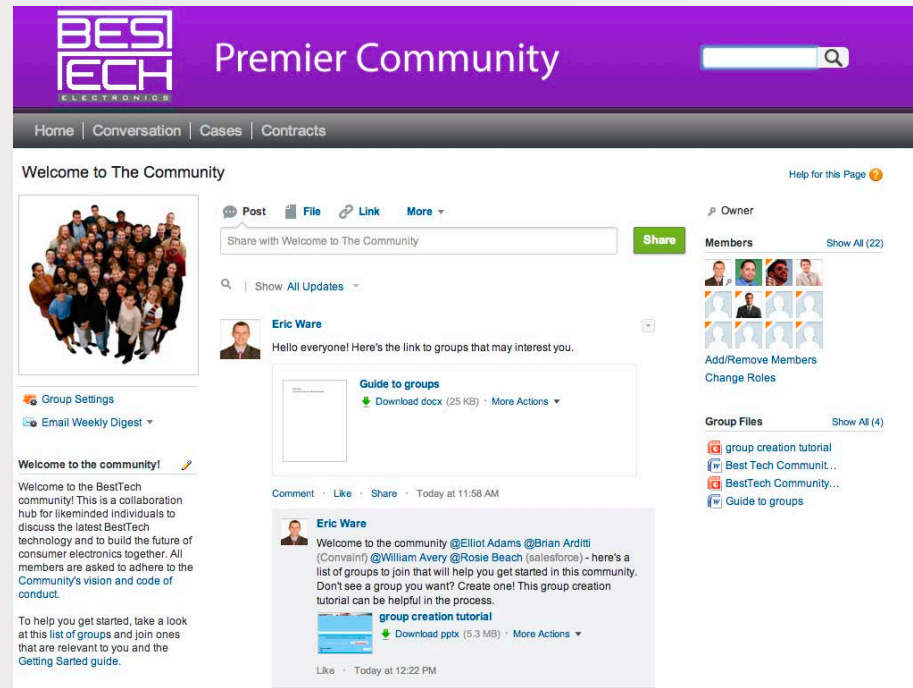 BEST
TECH
ELECTRONICS
Premier Community
Home | Conversation | Cases | Contracts
Welcome to The Community
Help for this Page
Post File Link More
Share with Welcome to The Community
Share
Show All Updates
Eric Ware
Hello everyone! Here's the link to groups that may interest you.
Guide to groups
Download docx (25 KB) · More Actions
Comment · Like · Share · Today at 11:58 AM
Eric Ware
Welcome to the community @Elliot Adams @Brian Arditti
(Convainf) @William Avery @Rosie Beach (salesforce) - here's a
list of groups to join that will help you get started in this community.
Don't see a group you want? Create one! This group creation
tutorial can be helpful in the process.
group creation tutorial
Download pptx (5.3 MB) · More Actions
Like · Today at 12:22 PM
Group Settings
Email Weekly Digest
Welcome to the community!
Welcome to the BestTech
community! This is a collaboration
hub for likeminded individuals to
discuss the latest BestTech
technology and to build the future of
consumer electronics together. All
members are asked to adhere to the
Community's vision and code of
conduct.
To help you get started, take a look
at this list of groups and join ones
that are relevant to you and the
Getting Sarted guide.
Owner
Members Show All (22)
Add/Remove Members
Change Roles
Group Files Show All (4)
group creation tutorial
Best Tech Communit...
BestTech Community...
Guide to groups